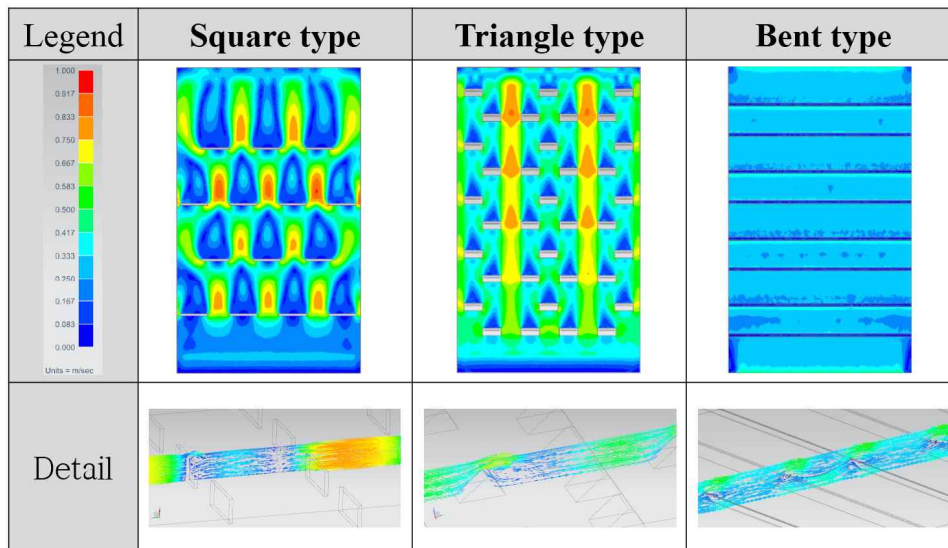 Legend
Square type
Triangle type
Bent type
1.000
0.917
0.833
0.750
0.667
0.583
0.500
0.417
0.333
0.250
0.167
0.083
0.000
Units = m/sec
Detail